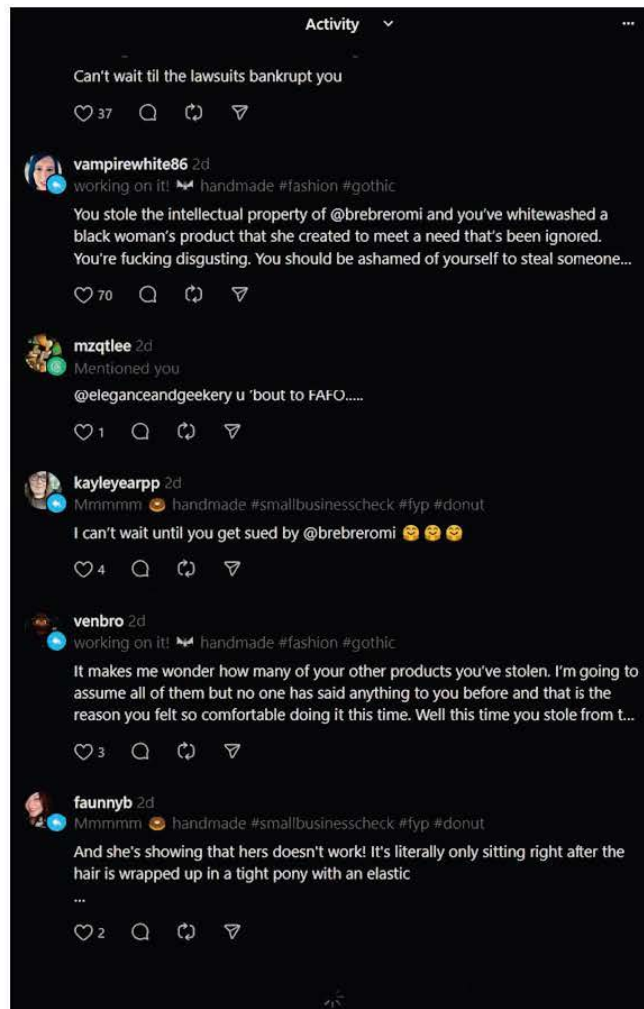 Activity
Can't wait til the lawsuits bankrupt you
37
vampirewhite86 2d
working on it! handmade #fashion #gothic
You stole the intellectual property of @brebreromi and you've whitewashed a
black woman's product that she created to meet a need that's been ignored.
You're fucking disgusting. You should be ashamed of yourself to steal someone...
70
mzqtlee 2d
Mentioned you
@eleganceandgeekery u 'bout to FAFO.....
1
kayleyearpp 2d
Mmmmm 🍩 handmade #smallbusinesscheck #fyp #donut
I can't wait until you get sued by @brebreromi 🤗 🤗 🤗
4
venbro 2d
working on it! handmade #fashion #gothic
It makes me wonder how many of your other products you've stolen. I'm going to
assume all of them but no one has said anything to you before and that is the
reason you felt so comfortable doing it this time. Well this time you stole from t...
3
faunnyb 2d
Mmmmm 🍩 handmade #smallbusinesscheck #fyp #donut
And she's showing that hers doesn't work! It's literally only sitting right after the
hair is wrapped up in a tight pony with an elastic
...
2